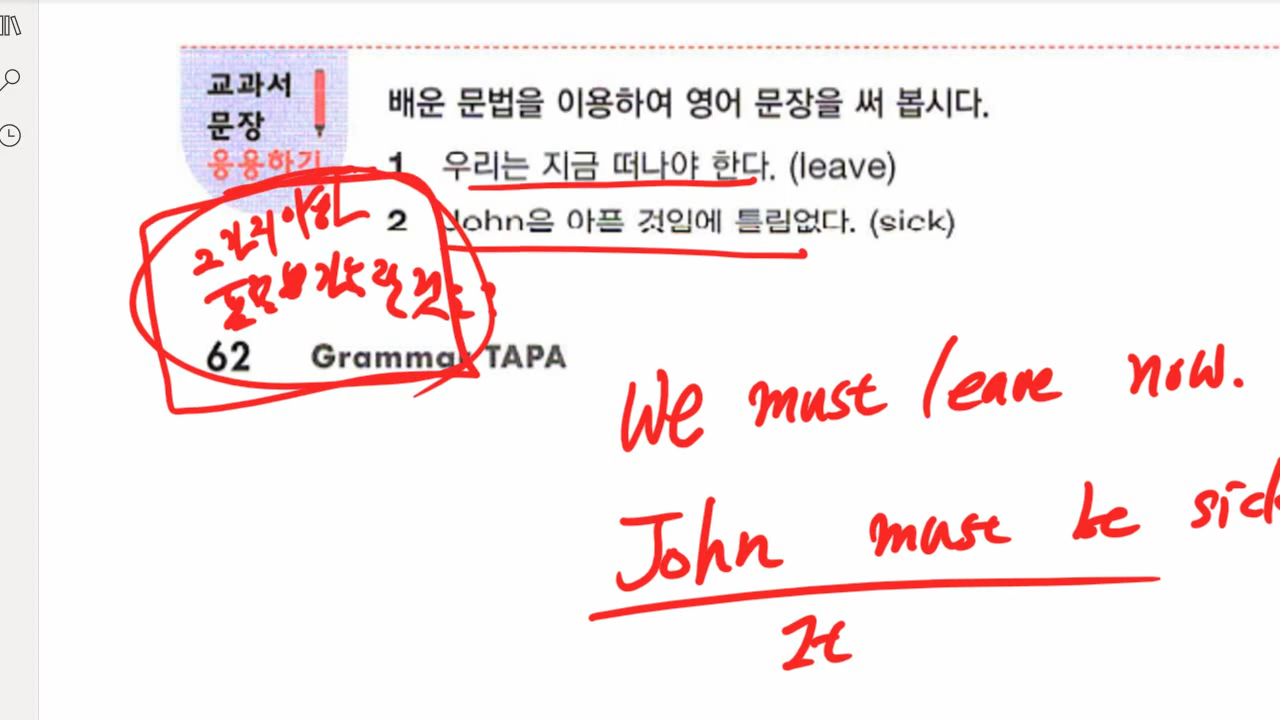 교과서
문장
응용하기
배운 문법을 이용하여 영어 문장을 써 봅시다.
1 우리는 지금 떠나야 한다. (leave)
2 John은 아픈 것임에 틀림없다. (sick)
62 Grammar TAPA
We must leave now.
John must be sick